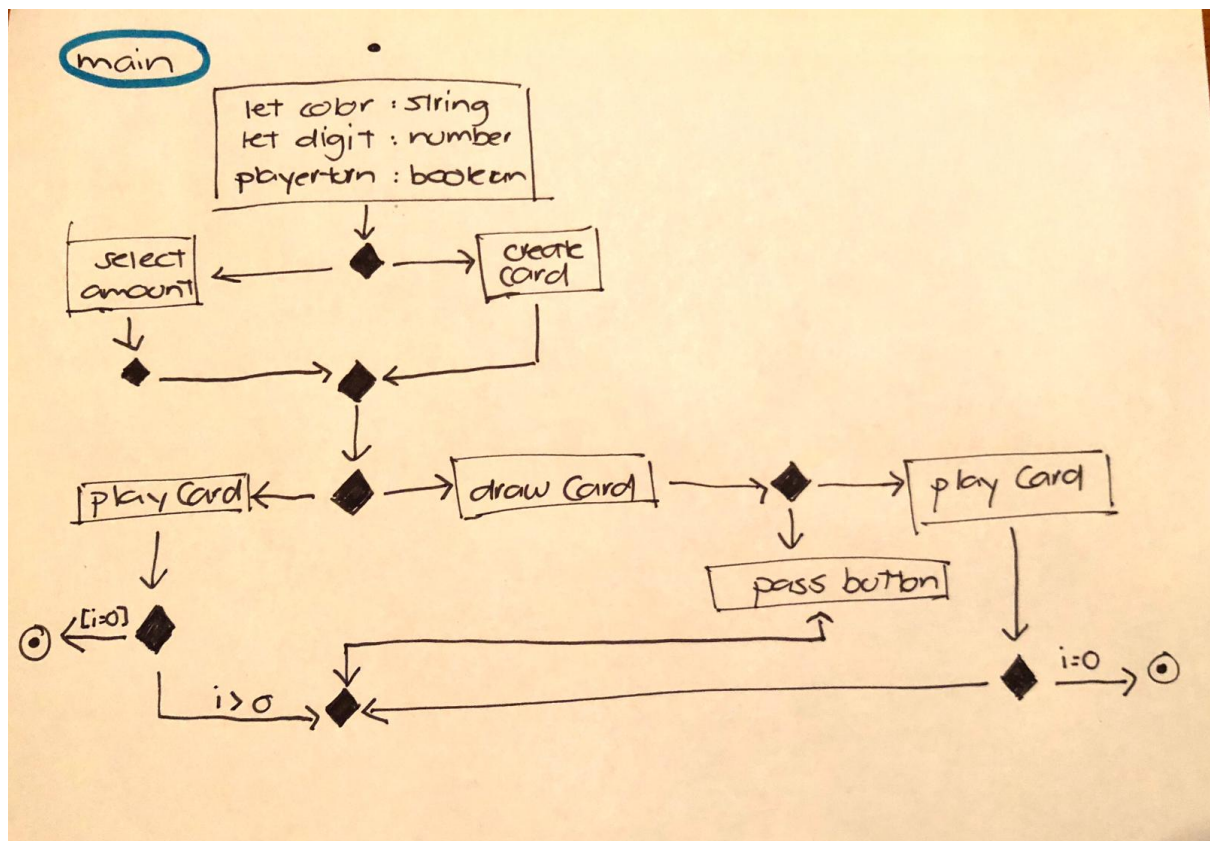 main
let color : string
let digit : number
playerturn : boolean
select
amount
create
card
play Card
draw Card
play Card
pass button
[i=0]
i=0
i > 0